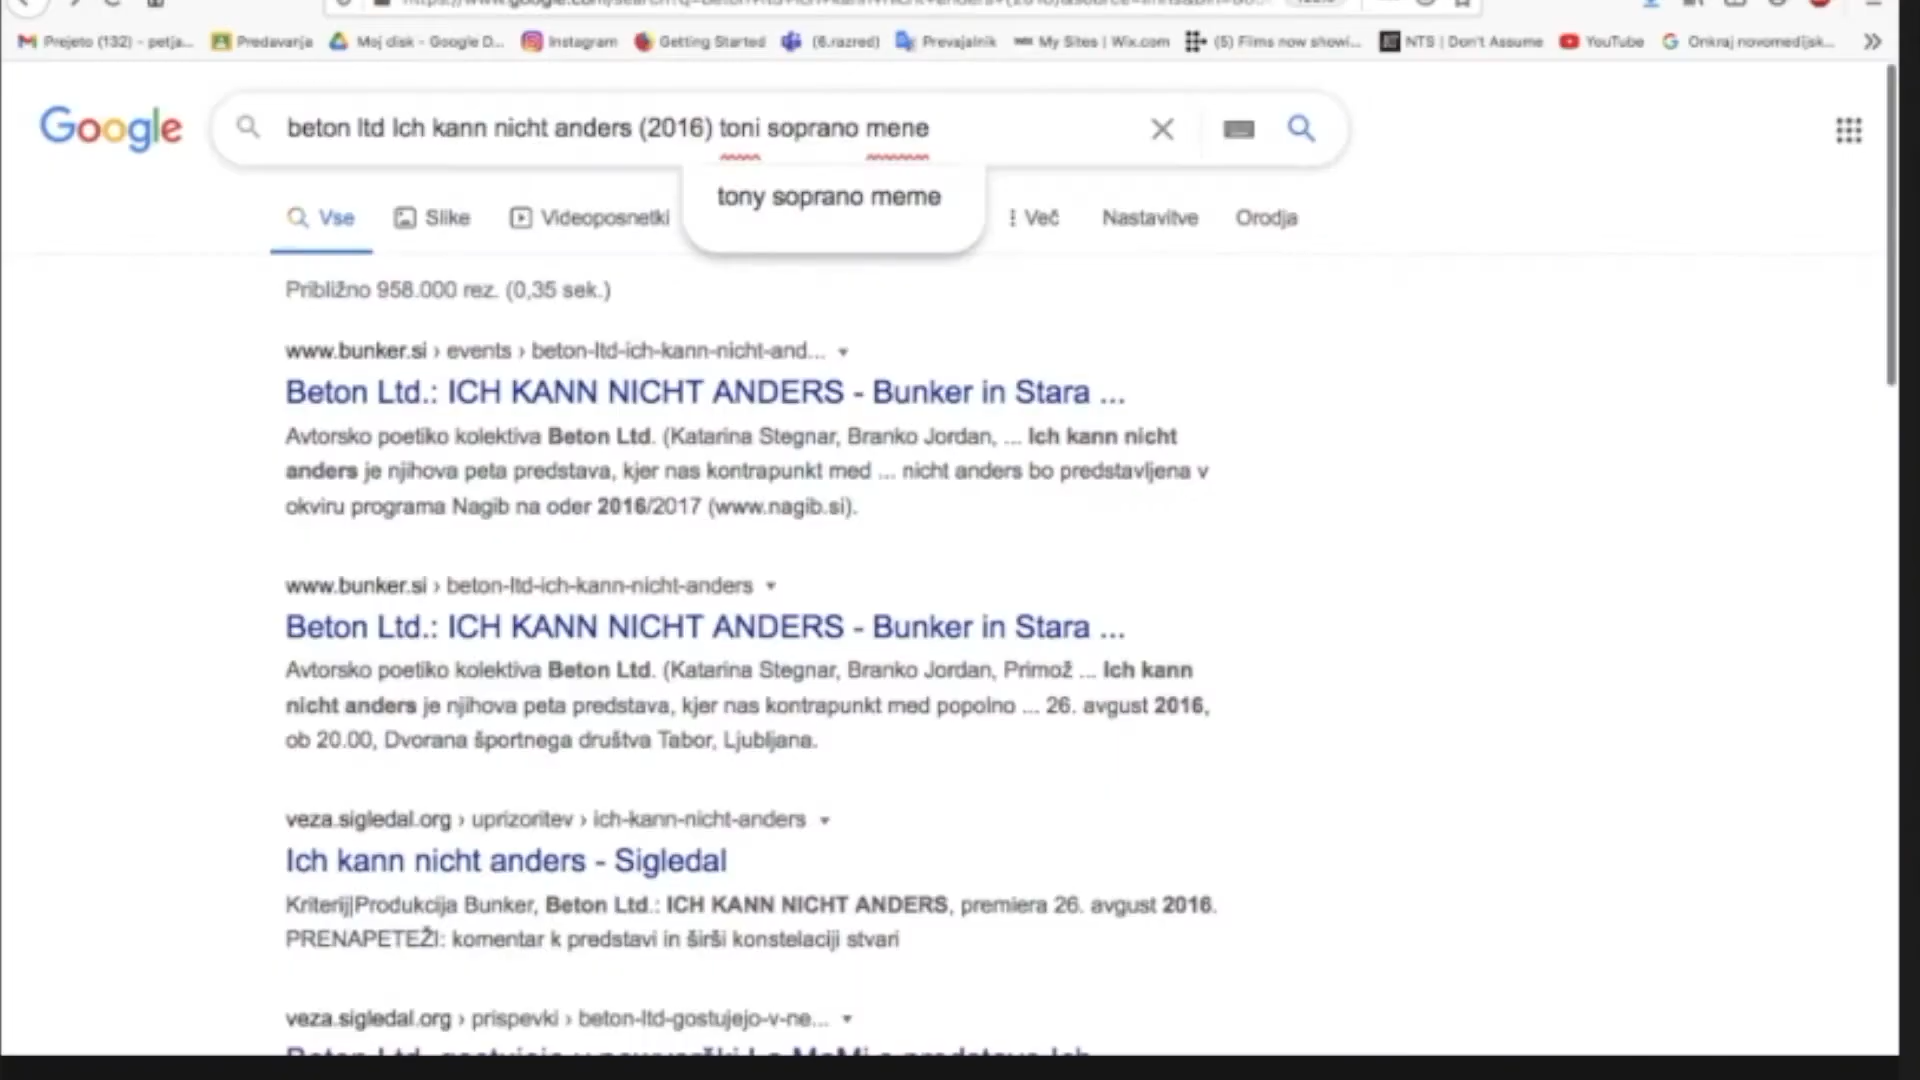 Prejeto (132) - petja... Predavanja Moj disk - Google D... Instagram Getting Started (6.razred) Prevajalnik My Sites | Wix.com (5) Films now showi... NTS | Don't Assume YouTube Onkraj novomedijsk...
Google beton ltd Ich kann nicht anders (2016) toni soprano mene
tony soprano meme
Vse Slike Videoposnetki Več Nastavitve Orodja
Približno 958.000 rez. (0,35 sek.)
www.bunker.si › events › beton-ltd-ich-kann-nicht-and...
Beton Ltd.: ICH KANN NICHT ANDERS - Bunker in Stara ...
Avtorsko poetiko kolektiva Beton Ltd. (Katarina Stegnar, Branko Jordan, ... Ich kann nicht
anders je njihova peta predstava, kjer nas kontrapunkt med ... nicht anders bo predstavljena v
okviru programa Nagib na oder 2016/2017 (www.nagib.si).
www.bunker.si › beton-ltd-ich-kann-nicht-anders
Beton Ltd.: ICH KANN NICHT ANDERS - Bunker in Stara ...
Avtorsko poetiko kolektiva Beton Ltd. (Katarina Stegnar, Branko Jordan, Primož ... Ich kann
nicht anders je njihova peta predstava, kjer nas kontrapunkt med popolno ... 26. avgust 2016,
ob 20.00, Dvorana športnega društva Tabor, Ljubljana.
veza.sigledal.org › uprizoritev › ich-kann-nicht-anders
Ich kann nicht anders - Sigledal
Kriterij|Produkcija Bunker, Beton Ltd.: ICH KANN NICHT ANDERS, premiera 26. avgust 2016.
PRENAPETEŽI: komentar k predstavi in širši konstelaciji stvari
veza.sigledal.org › prispevki › beton-ltd-gostujejo-v-ne...